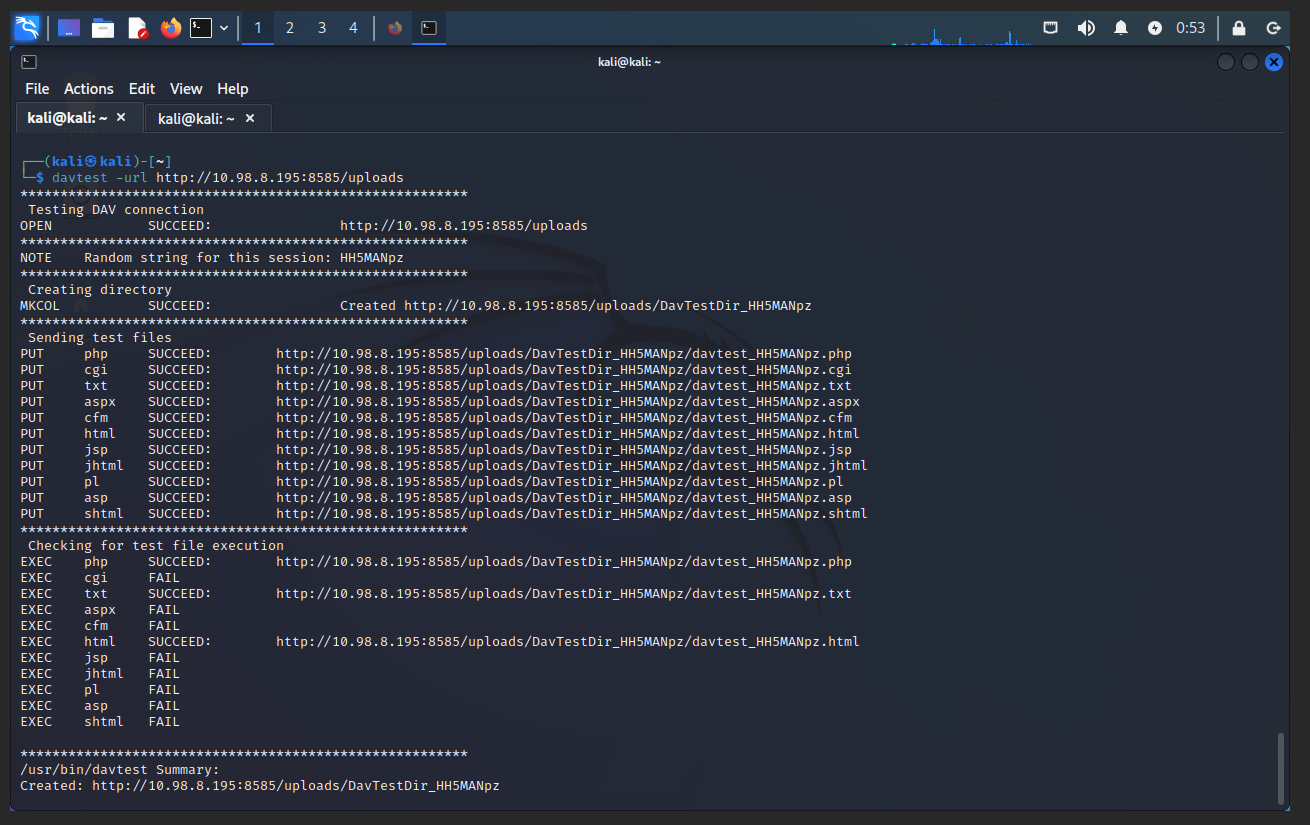 1 2 3 4 0:53
kali@kali: ~
File Actions Edit View Help
kali@kali: ~ × kali@kali: ~ ×
┌──(kali㉿kali)-[~]
└─$ davtest -url http://10.98.8.195:8585/uploads
********************************************************
 Testing DAV connection
OPEN            SUCCEED:                http://10.98.8.195:8585/uploads
********************************************************
NOTE    Random string for this session: HH5MANpz
********************************************************
 Creating directory
MKCOL           SUCCEED:                Created http://10.98.8.195:8585/uploads/DavTestDir_HH5MANpz
********************************************************
 Sending test files
PUT     php     SUCCEED:        http://10.98.8.195:8585/uploads/DavTestDir_HH5MANpz/davtest_HH5MANpz.php
PUT     cgi     SUCCEED:        http://10.98.8.195:8585/uploads/DavTestDir_HH5MANpz/davtest_HH5MANpz.cgi
PUT     txt     SUCCEED:        http://10.98.8.195:8585/uploads/DavTestDir_HH5MANpz/davtest_HH5MANpz.txt
PUT     aspx    SUCCEED:        http://10.98.8.195:8585/uploads/DavTestDir_HH5MANpz/davtest_HH5MANpz.aspx
PUT     cfm     SUCCEED:        http://10.98.8.195:8585/uploads/DavTestDir_HH5MANpz/davtest_HH5MANpz.cfm
PUT     html    SUCCEED:        http://10.98.8.195:8585/uploads/DavTestDir_HH5MANpz/davtest_HH5MANpz.html
PUT     jsp     SUCCEED:        http://10.98.8.195:8585/uploads/DavTestDir_HH5MANpz/davtest_HH5MANpz.jsp
PUT     jhtml   SUCCEED:        http://10.98.8.195:8585/uploads/DavTestDir_HH5MANpz/davtest_HH5MANpz.jhtml
PUT     pl      SUCCEED:        http://10.98.8.195:8585/uploads/DavTestDir_HH5MANpz/davtest_HH5MANpz.pl
PUT     asp     SUCCEED:        http://10.98.8.195:8585/uploads/DavTestDir_HH5MANpz/davtest_HH5MANpz.asp
PUT     shtml   SUCCEED:        http://10.98.8.195:8585/uploads/DavTestDir_HH5MANpz/davtest_HH5MANpz.shtml
********************************************************
 Checking for test file execution
EXEC    php     SUCCEED:        http://10.98.8.195:8585/uploads/DavTestDir_HH5MANpz/davtest_HH5MANpz.php
EXEC    cgi     FAIL
EXEC    txt     SUCCEED:        http://10.98.8.195:8585/uploads/DavTestDir_HH5MANpz/davtest_HH5MANpz.txt
EXEC    aspx    FAIL
EXEC    cfm     FAIL
EXEC    html    SUCCEED:        http://10.98.8.195:8585/uploads/DavTestDir_HH5MANpz/davtest_HH5MANpz.html
EXEC    jsp     FAIL
EXEC    jhtml   FAIL
EXEC    pl      FAIL
EXEC    asp     FAIL
EXEC    shtml   FAIL
********************************************************
/usr/bin/davtest Summary:
Created: http://10.98.8.195:8585/uploads/DavTestDir_HH5MANpz